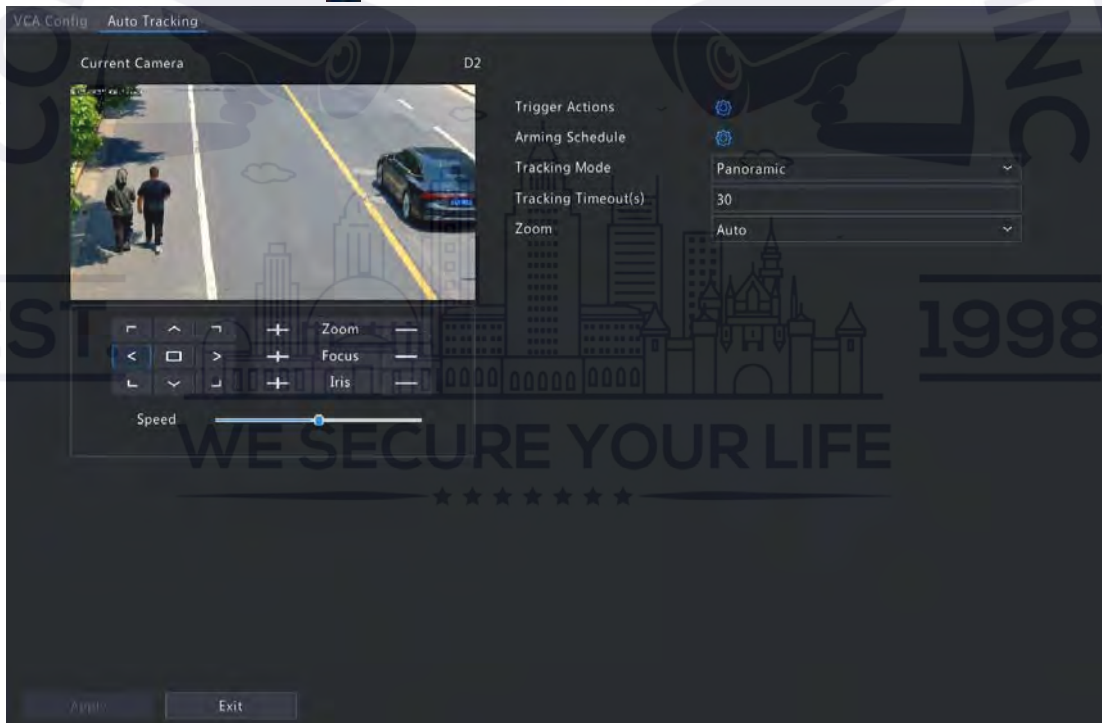 VCA Config Auto Tracking
Current Camera D2
Trigger Actions
Arming Schedule
Tracking Mode Panoramic
Tracking Timeout(s) 30
Zoom Auto
Zoom
Focus
Iris
Speed
1998
WE SECURE YOUR LIFE
Apply Exit